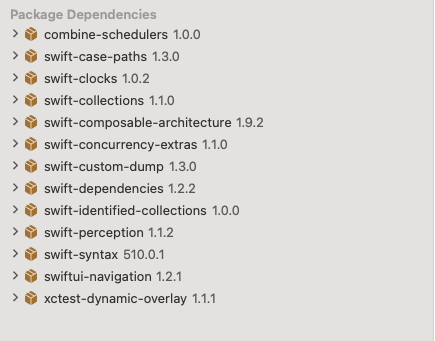 Package Dependencies
combine-schedulers 1.0.0
swift-case-paths 1.3.0
swift-clocks 1.0.2
swift-collections 1.1.0
swift-composable-architecture 1.9.2
swift-concurrency-extras 1.1.0
swift-custom-dump 1.3.0
swift-dependencies 1.2.2
swift-identified-collections 1.0.0
swift-perception 1.1.2
swift-syntax 510.0.1
swiftui-navigation 1.2.1
xctest-dynamic-overlay 1.1.1